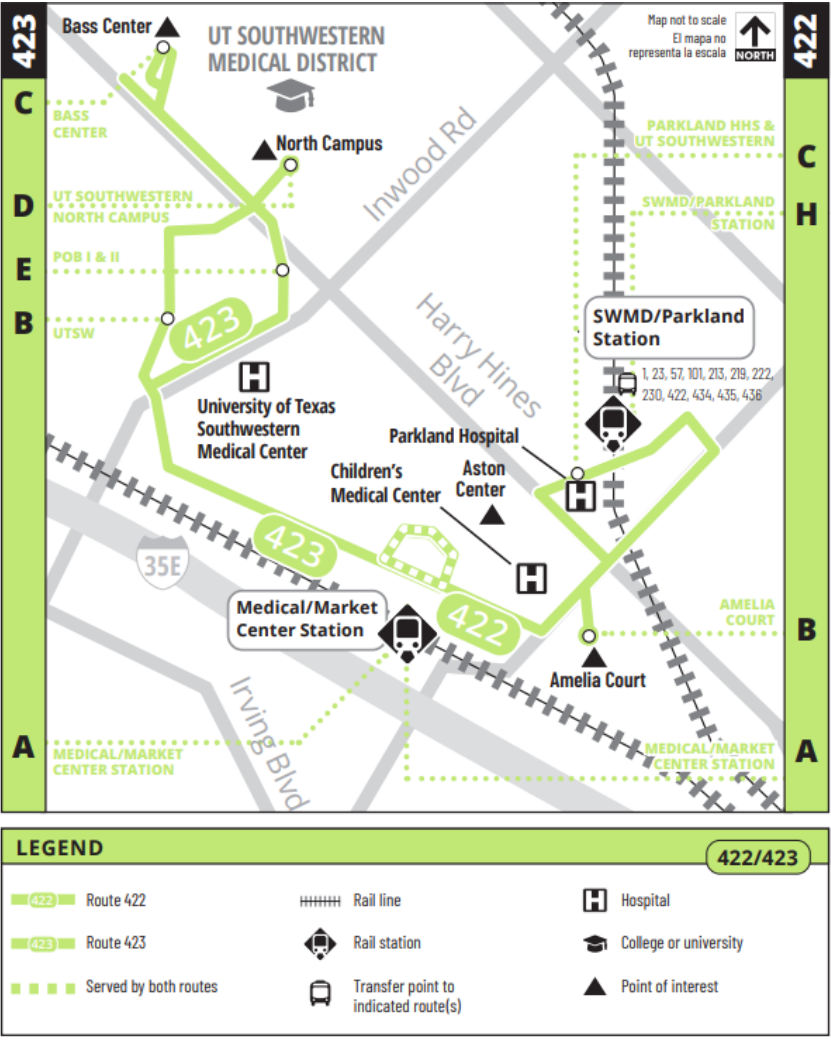 423
422
Bass Center
UT SOUTHWESTERN
MEDICAL DISTRICT
Map not to scale
El mapa no
representa la escala
NORTH
C
BASS
CENTER
North Campus
Inwood Rd
PARKLAND HHS &
UT SOUTHWESTERN
C
D
UT SOUTHWESTERN
NORTH CAMPUS
SWMD/PARKLAND
STATION
H
E
POB I & II
B
UTSW
423
Harry Hines
Blvd
SWMD/Parkland
Station
1, 23, 57, 101, 213, 219, 222,
230, 422, 434, 435, 436
H
University of Texas
Southwestern
Medical Center
Parkland Hospital
H
Children's
Medical Center
Aston
Center
423
35E
H
Medical/Market
Center Station
422
AMELIA
COURT
B
Amelia Court
Irving Blvd
A
MEDICAL/MARKET
CENTER STATION
MEDICAL/MARKET
CENTER STATION
A
LEGEND
422/423
422
Route 422
Rail line
H
Hospital
423
Route 423
Rail station
College or university
Served by both routes
Transfer point to
indicated route(s)
Point of interest